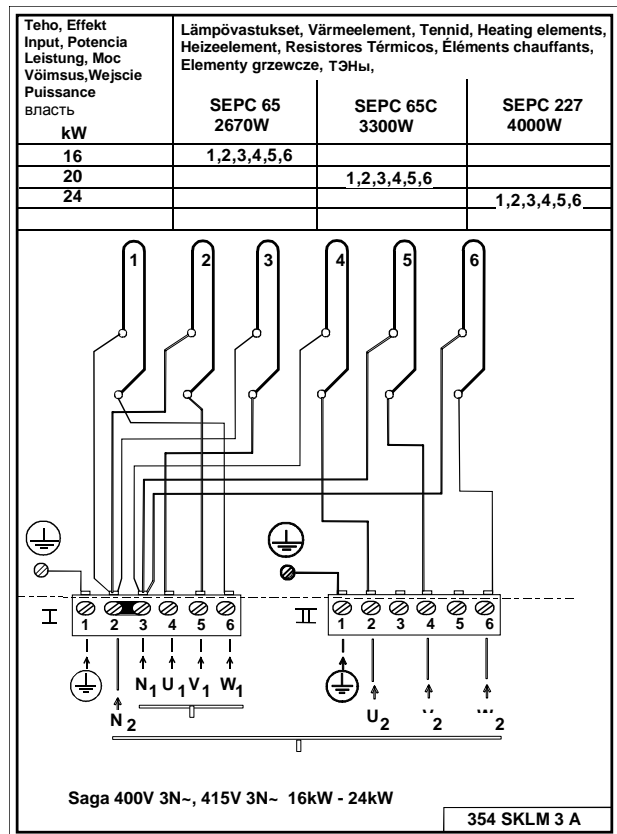 Teho, Effekt
Input, Potencia
Leistung, Moc
Vöimsus,Wejscie
Puissance
власть
kW
Lämpövastukset, Värmeelement, Tennid, Heating elements,
Heizeelement, Resistores Térmicos, Éléments chauffants,
Elementy grzewcze, ТЭНы,
SEPC 65
2670W
SEPC 65C
3300W
SEPC 227
4000W
16 1,2,3,4,5,6
20 1,2,3,4,5,6
24 1,2,3,4,5,6
1 2 3 4 5 6
I 1 2 3 4 5 6
II 1 2 3 4 5 6
N1 U1 V1 W1
N2
U2 2 2
Saga 400V 3N~, 415V 3N~ 16kW - 24kW
354 SKLM 3 A